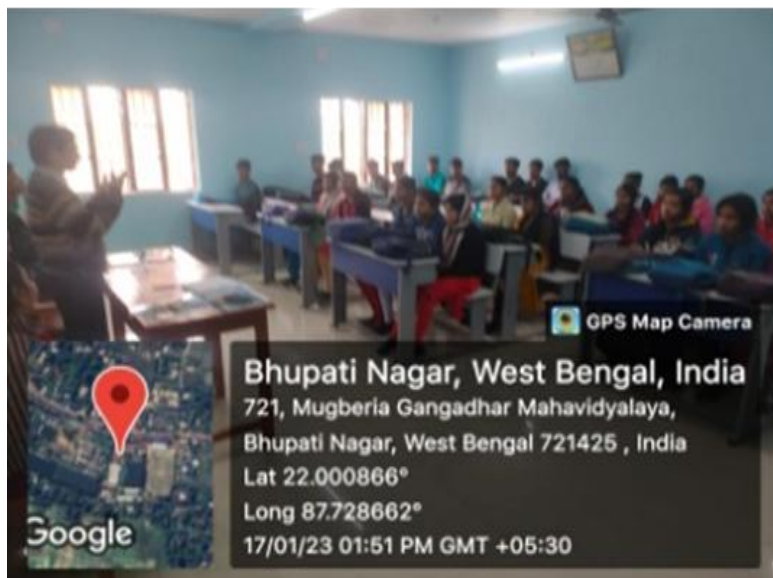 GPS Map Camera
Bhupati Nagar, West Bengal, India
721, Mugberia Gangadhar Mahavidyalaya,
Bhupati Nagar, West Bengal 721425 , India
Lat 22.000866°
Long 87.728662°
17/01/23 01:51 PM GMT +05:30
Google